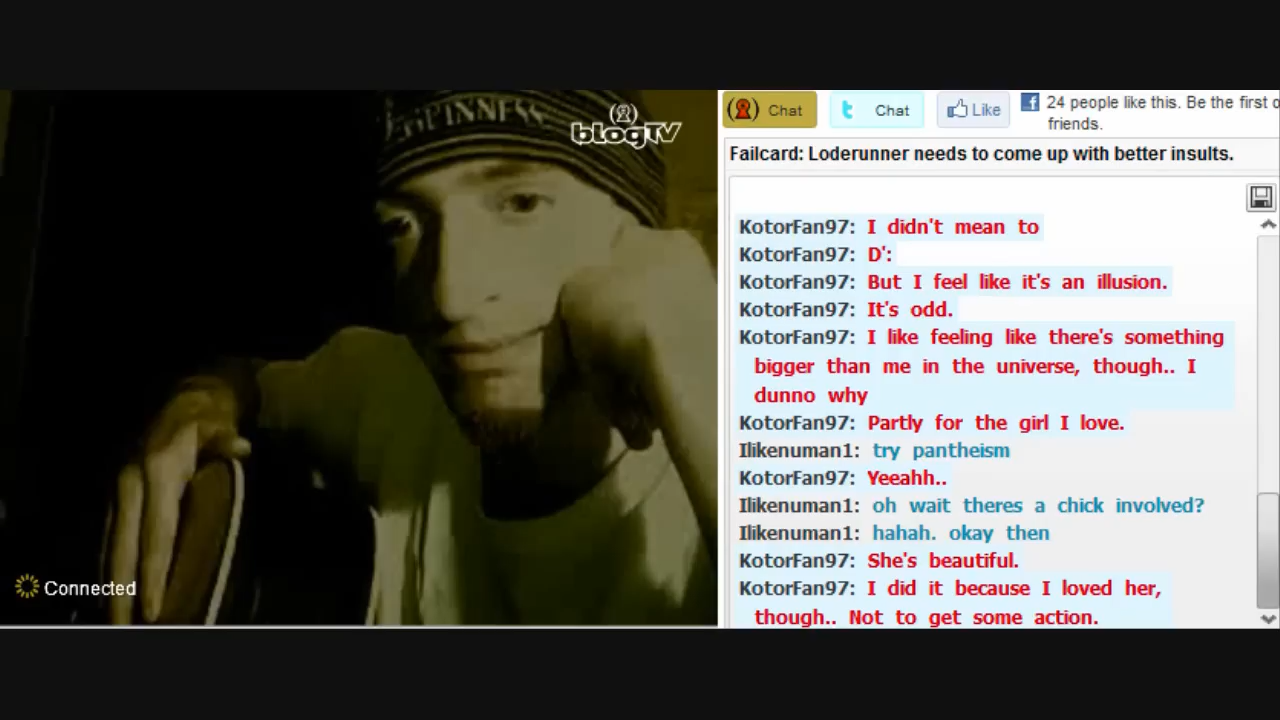 GUINNESS
blogTV
Connected
Chat
Chat
Like
24 people like this. Be the first o
friends.
Failcard: Loderunner needs to come up with better insults.
KotorFan97: I didn't mean to
KotorFan97: D':
KotorFan97: But I feel like it's an illusion.
KotorFan97: It's odd.
KotorFan97: I like feeling like there's something
bigger than me in the universe, though.. I
dunno why
KotorFan97: Partly for the girl I love.
Ilikenuman1: try pantheism
KotorFan97: Yeeahh..
Ilikenuman1: oh wait theres a chick involved?
Ilikenuman1: hahah. okay then
KotorFan97: She's beautiful.
KotorFan97: I did it because I loved her,
though.. Not to get some action.